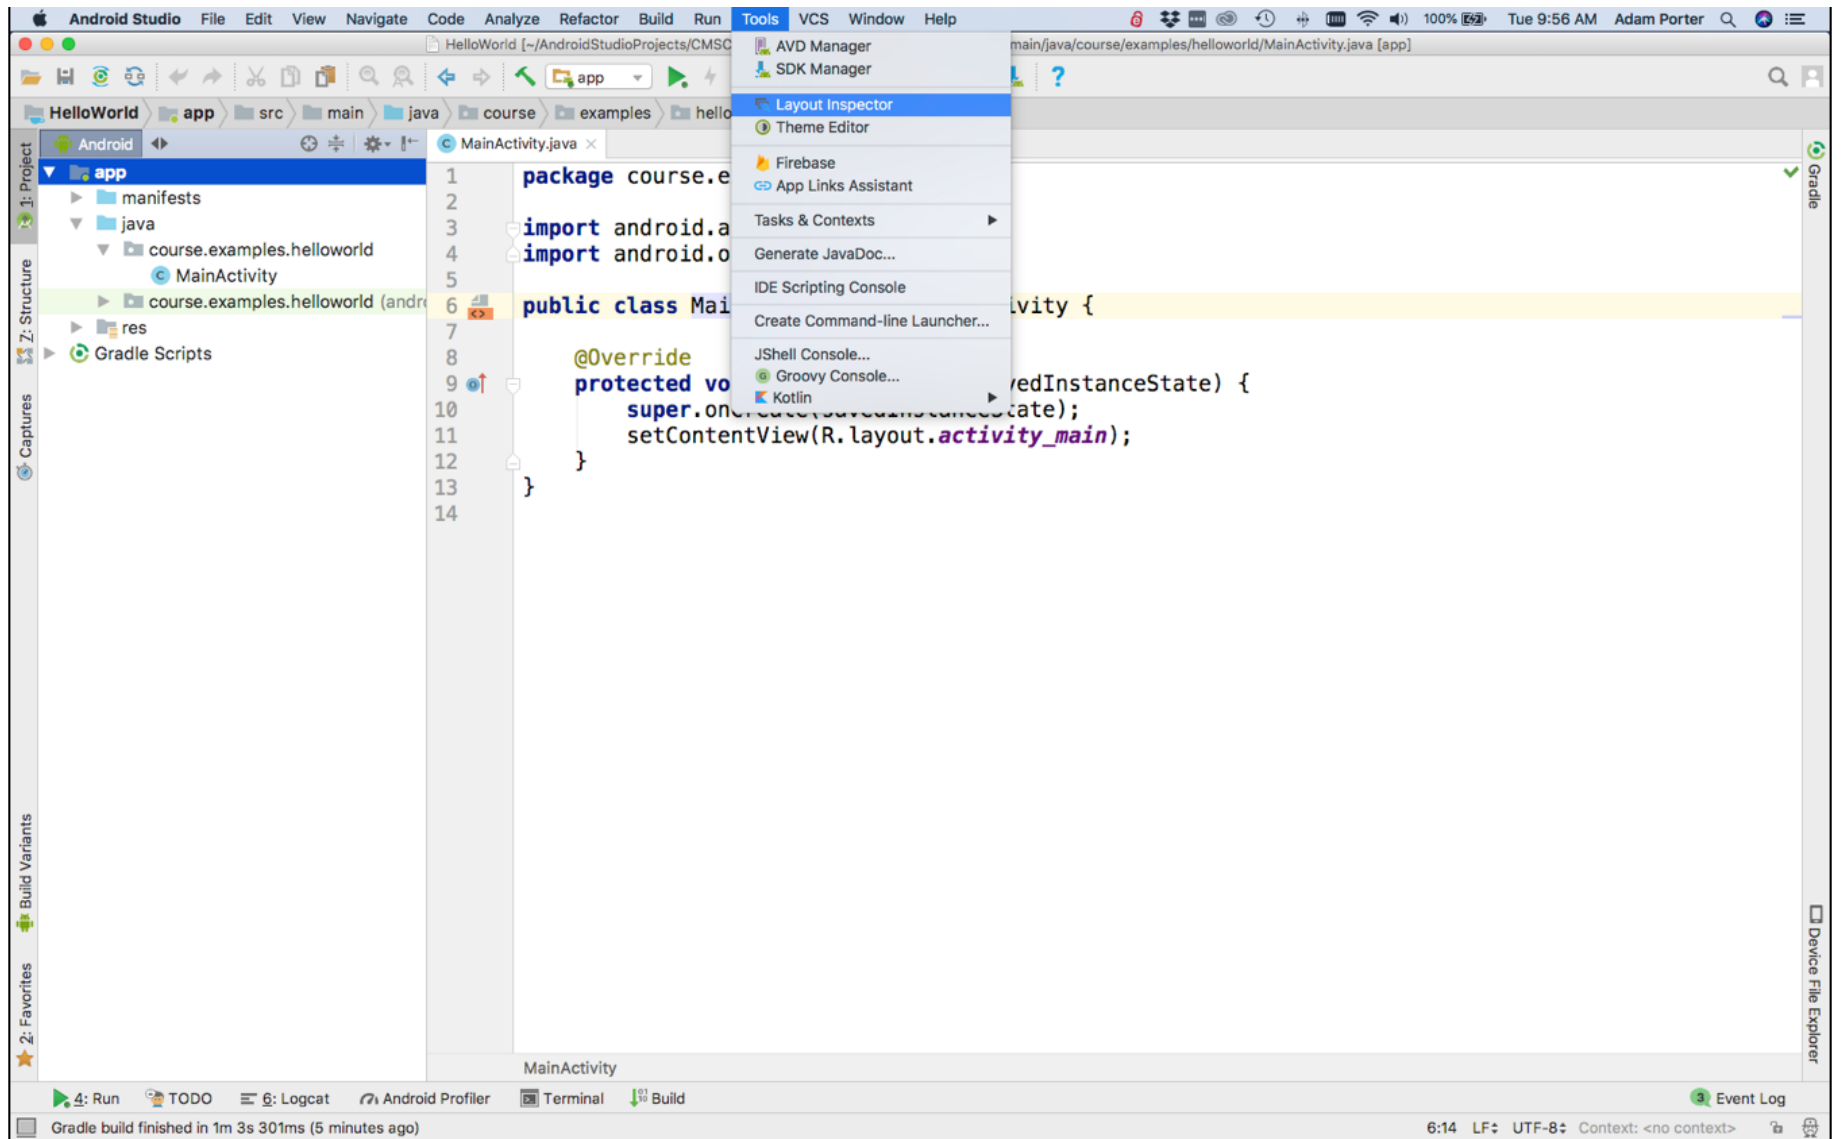 Android Studio File Edit View Navigate Code Analyze Refactor Build Run Tools VCS Window Help 100% Tue 9:56 AM Adam Porter
HelloWorld [~/AndroidStudioProjects/CMSC main/java/course/examples/helloworld/MainActivity.java [app]
app
HelloWorld app src main java course examples hello
Android
MainActivity.java
AVD Manager
SDK Manager
Layout Inspector
Theme Editor
Firebase
App Links Assistant
Tasks & Contexts
Generate JavaDoc...
IDE Scripting Console
Create Command-line Launcher...
JShell Console...
Groovy Console...
Kotlin
1: Project
Z: Structure
Captures
Build Variants
2: Favorites
app
manifests
java
course.examples.helloworld
MainActivity
course.examples.helloworld (andr
res
Gradle Scripts
1 package course.e
2
3 import android.a
4 import android.o
5
6 public class Mai ivity {
7
8 @Override
9 protected vo vedInstanceState) {
10 super.onCreate(savedInstanceState);
11 setContentView(R.layout.activity_main);
12 }
13 }
14
Gradle
Device File Explorer
MainActivity
4: Run TODO 6: Logcat Android Profiler Terminal Build 3 Event Log
Gradle build finished in 1m 3s 301ms (5 minutes ago) 6:14 LF UTF-8 Context: <no context>